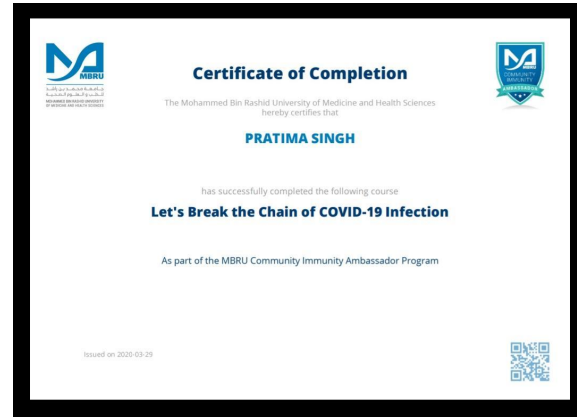 MBRU
MOHAMMED BIN RASHID UNIVERSITY
OF MEDICINE AND HEALTH SCIENCES
Certificate of Completion
COMMUNITY
IMMUNITY
AMBASSADOR
The Mohammed Bin Rashid University of Medicine and Health Sciences
hereby certifies that
PRATIMA SINGH
has successfully completed the following course
Let's Break the Chain of COVID-19 Infection
As part of the MBRU Community Immunity Ambassador Program
Issued on 2020-03-29